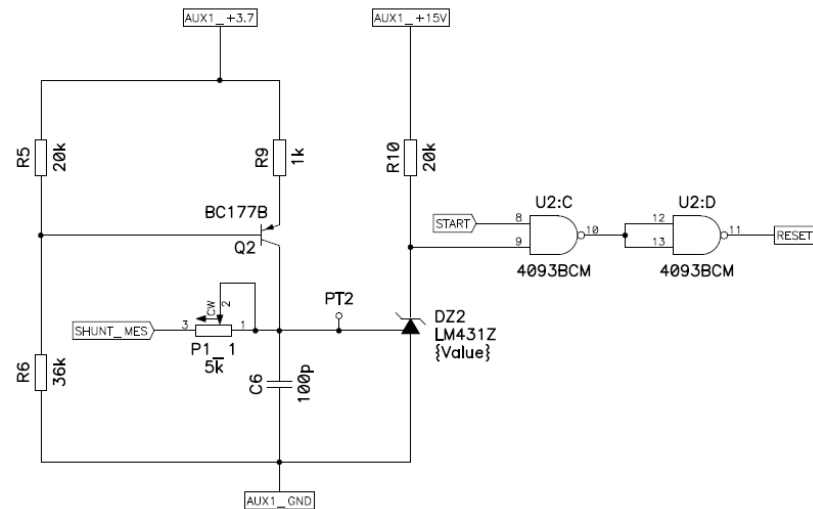 AUX1_+3.7
AUX1_+15V
R5
20k
R9
1k
R10
20k
BC177B
Q2
U2:C
U2:D
START
8
9
10
12
13
11
RESET
4093BCM
4093BCM
CW
2
PT2
SHUNT_MES
3
1
P1_1
5k
DZ2
LM431Z
{Value}
R6
36k
C6
100p
AUX1_GND